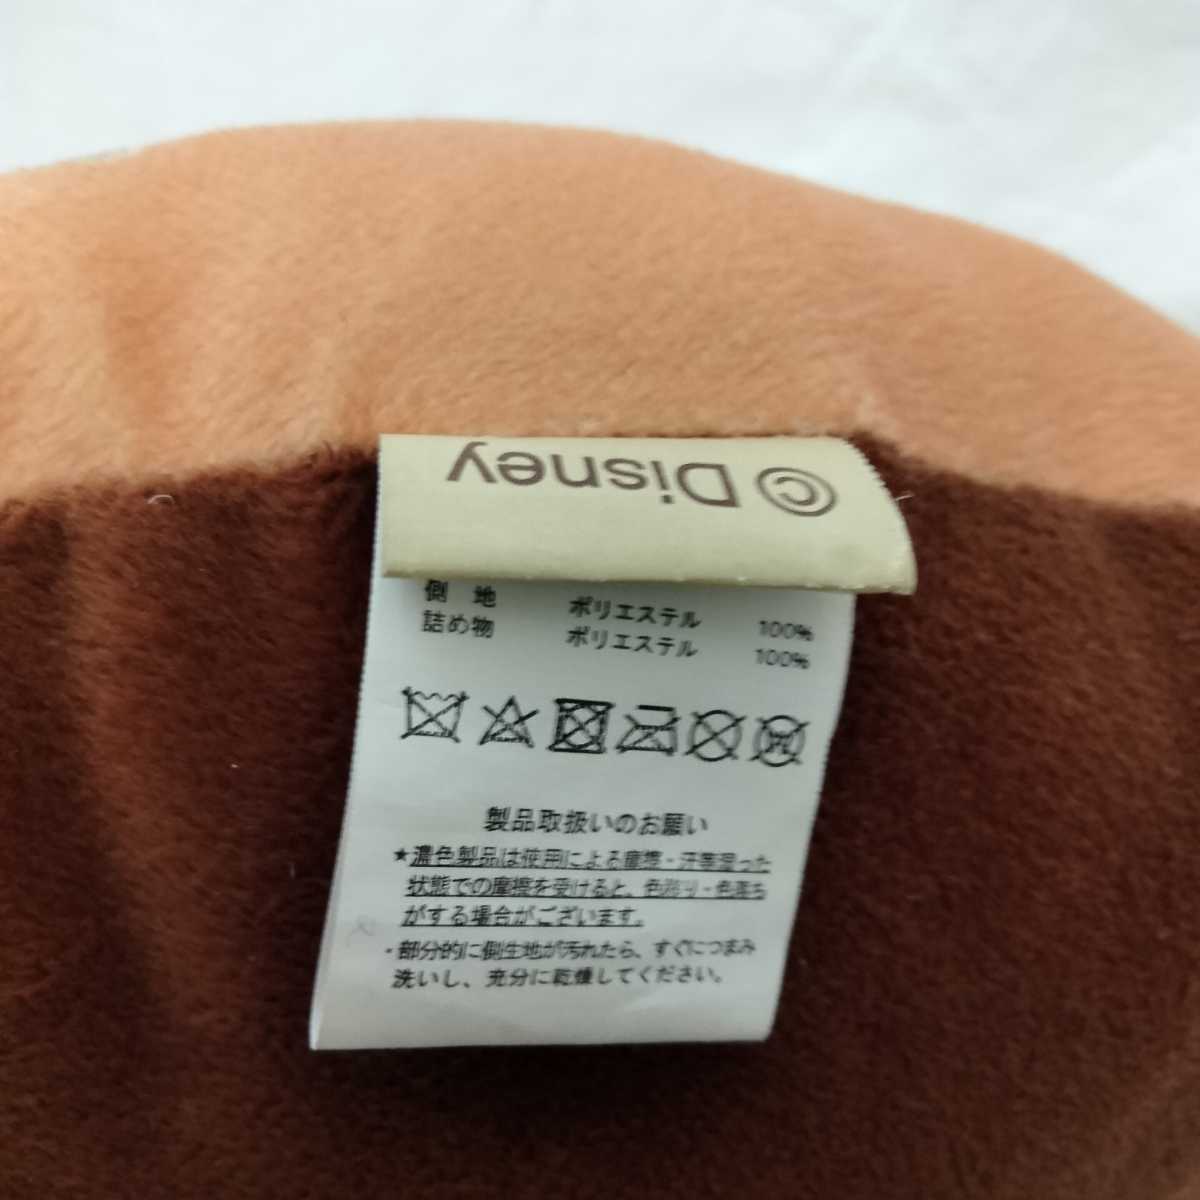 © Disney
側 地 ポリエステル 100%
詰め物 ポリエステル 100%
製品取扱いのお願い
★濃色製品は使用による摩擦・汗等湿った
状態での摩擦を受けると、色移り・色落ち
がする場合がございます。
・部分的に側生地が汚れたら、すぐにつまみ
洗いし、充分に乾燥してください。